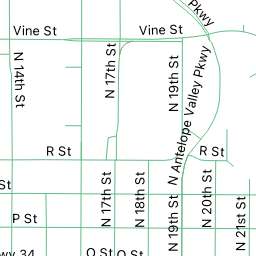 Pkwy
Vine St
Vine St
N 14th St
N 17th St
N 19th St
N Antelope Valley Pkwy
R St
R St
St
N 17th St
N 18th St
N 19th St
N 20th St
N 21st St
P St
wy 34
O St
O St